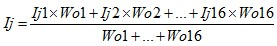 Ij = Ij1×Wo1 + Ij2×Wo2 + ... + Ij16×Wo16
Wo1 + ... + Wo16